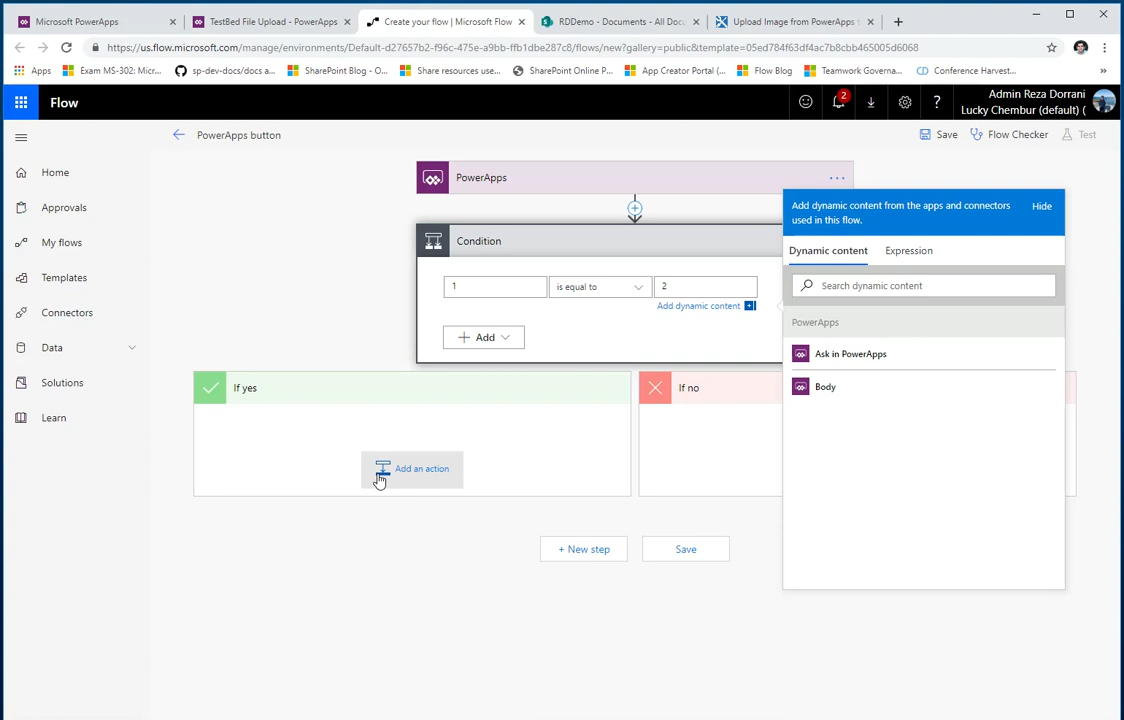 Microsoft PowerApps
TestBed File Upload - PowerApps
Create your flow | Microsoft Flow
RDDemo - Documents - All Doc
Upload Image from PowerApps t
https://us.flow.microsoft.com/manage/environments/Default-d27657b2-f96c-475e-a9bb-ffb1dbe287c8/flows/new?gallery=public&template=05ed784f63df4ac7b8cbb465005d6068
Apps
Exam MS-302: Micr...
sp-dev-docs/docs a...
SharePoint Blog - O...
Share resources use...
SharePoint Online P...
App Creator Portal (...
Flow Blog
Teamwork Governa...
Conference Harvest...
»
Flow
2
?
Admin Reza Dorrani
Lucky Chembur (default) (
PowerApps button
Save
Flow Checker
Test
Home
Approvals
My flows
Templates
Connectors
Data
Solutions
Learn
PowerApps
...
Condition
1
is equal to
2
Add dynamic content
Add
If yes
Add an action
If no
+ New step
Save
Add dynamic content from the apps and connectors
used in this flow.
Hide
Dynamic content
Expression
Search dynamic content
PowerApps
Ask in PowerApps
Body